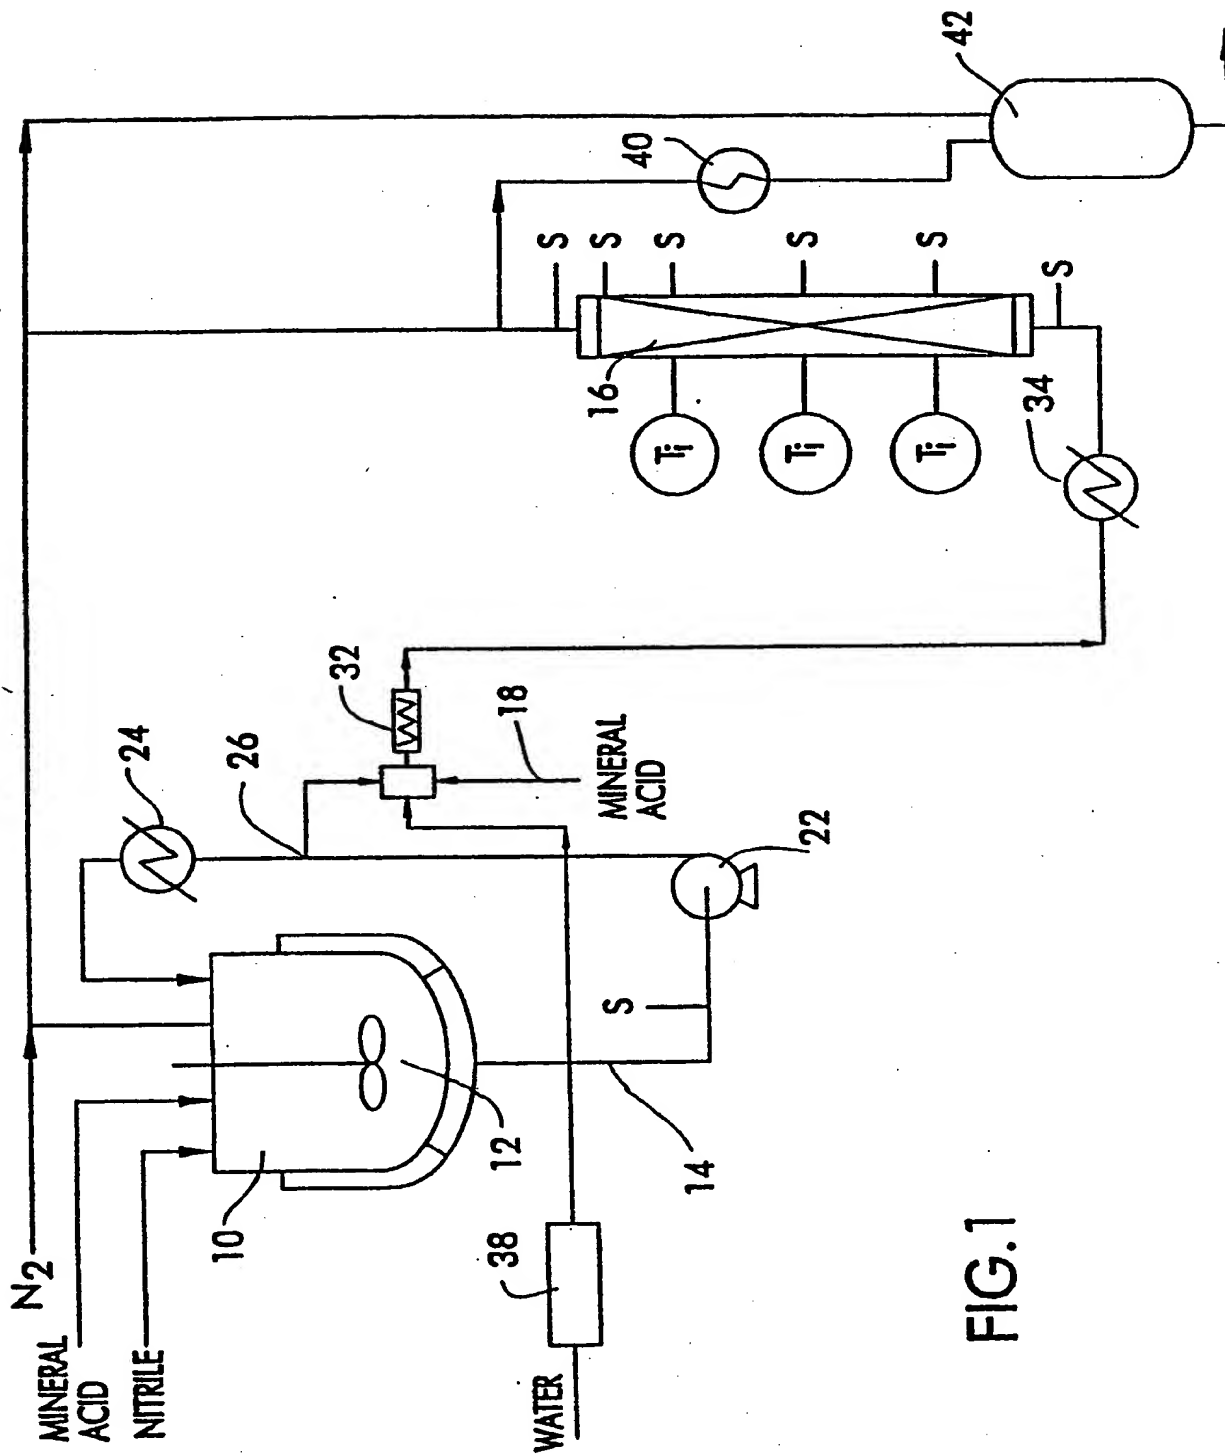 N2
MINERAL
ACID
NITRILE
WATER
10
12
14
38
S
24
26
22
32
18
MINERAL
ACID
34
16
Ti
Ti
Ti
S
S
S
S
S
S
40
42
FIG.1